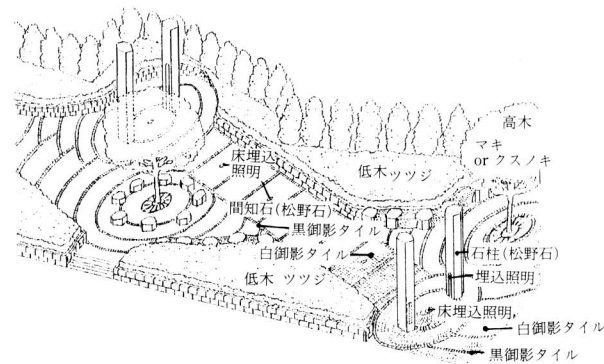 高木
マキ
orクスノキ
床埋込
照明
低木ツツジ
間知石(松野石)
黒御影タイル
白御影タイル
低木 ツツジ
石柱(松野石)
埋込照明
床埋込照明
白御影タイル
黒御影タイル